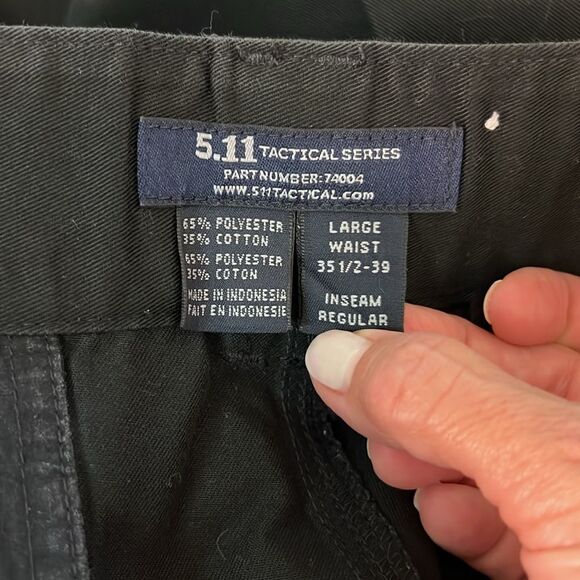 5.11 TACTICAL SERIES
PART NUMBER: 74004
WWW.511TACTICAL.COM
65% POLYESTER
35% COTTON
65% POLYESTER
35% COTON
MADE IN INDONESIA
FAIT EN INDONESIE
LARGE
WAIST
35 1/2-39
INSEAM
REGULAR